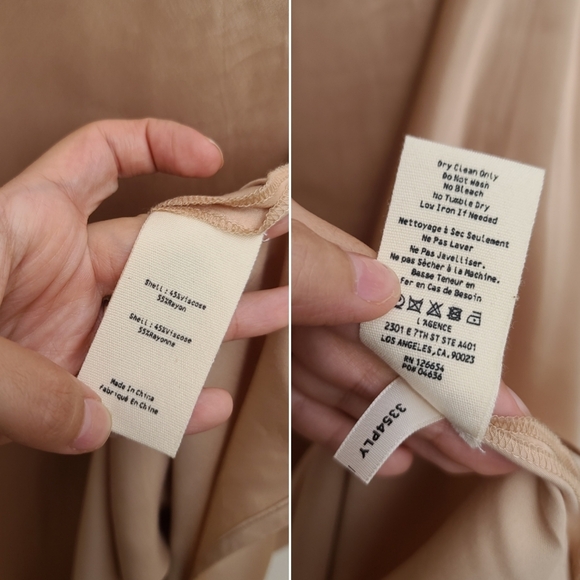 Shell: 45%Viscose
55%Rayon
Shell: 45%Viscose
55%Rayonne
Made In China
Fabriqué En Chine
Dry Clean Only
Do Not Wash
No Bleach
No Tumble Dry
Low Iron If Needed
Nettoyage à Sec Seulement
Ne Pas Laver
Ne Pas Javelliser.
Ne pas Sècher à la Machine.
Basse Teneur en
Fer en Cas de Besoin
L'AGENCE
2301 E 7TH ST STE A401
LOS ANGELES,CA.90023
RN 126654
PO# 04636
3354PLY